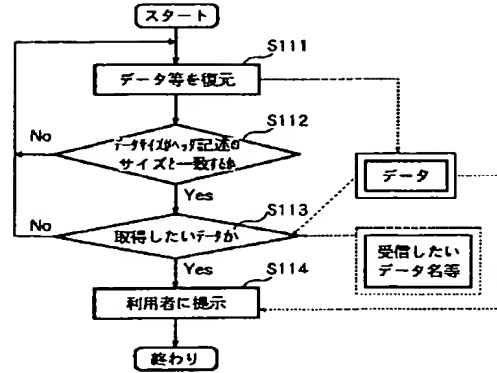 スタート
S111
データ等を復元
S112
データサイズがヘッダ記述の
サイズと一致するか
No
Yes
データ
S113
No
取得したいデータか
受信したい
データ名等
Yes
S114
利用者に提示
終わり